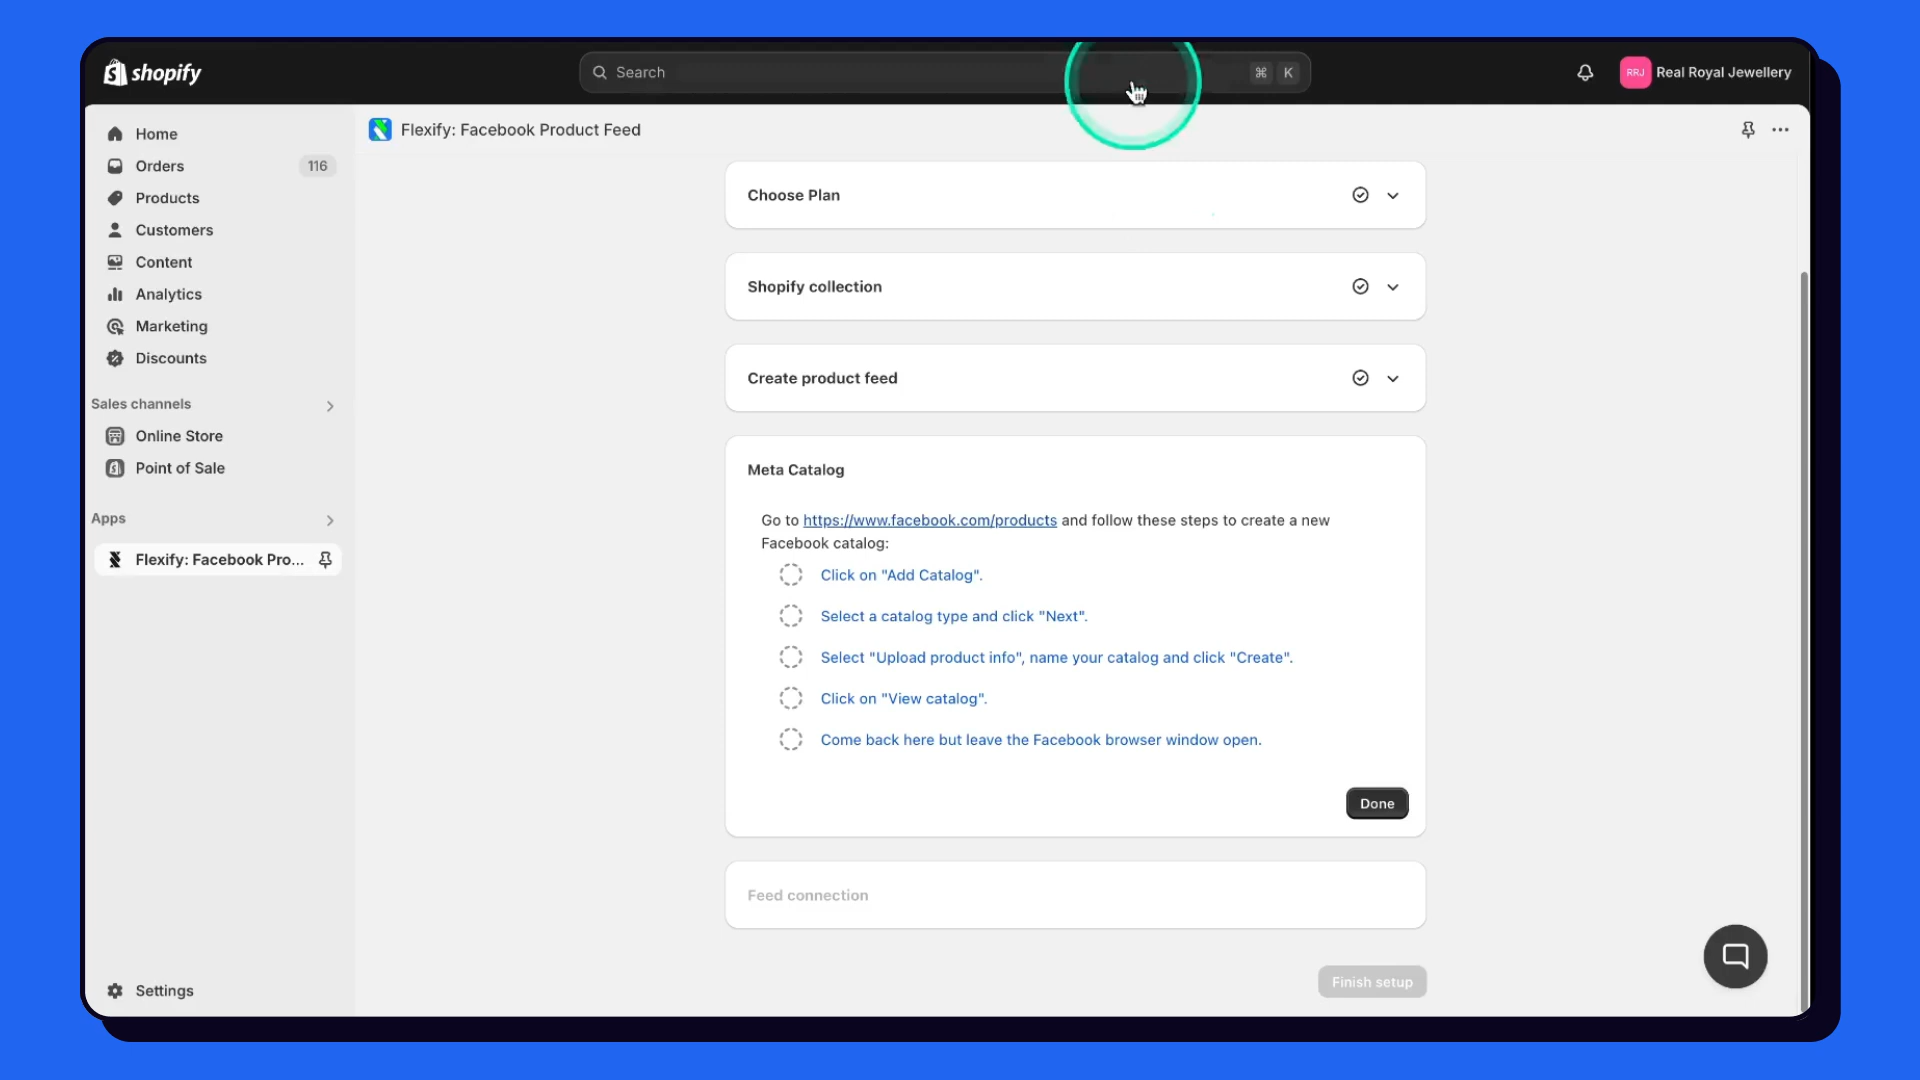 shopify
Search
⌘ K
RRJ Real Royal Jewellery
Home
Orders 116
Products
Customers
Content
Analytics
Marketing
Discounts
Sales channels
Online Store
Point of Sale
Apps
Flexify: Facebook Pro...
Settings
Flexify: Facebook Product Feed
Choose Plan
Shopify collection
Create product feed
Meta Catalog
Go to https://www.facebook.com/products and follow these steps to create a new
Facebook catalog:
Click on "Add Catalog".
Select a catalog type and click "Next".
Select "Upload product info", name your catalog and click "Create".
Click on "View catalog".
Come back here but leave the Facebook browser window open.
Done
Feed connection
Finish setup